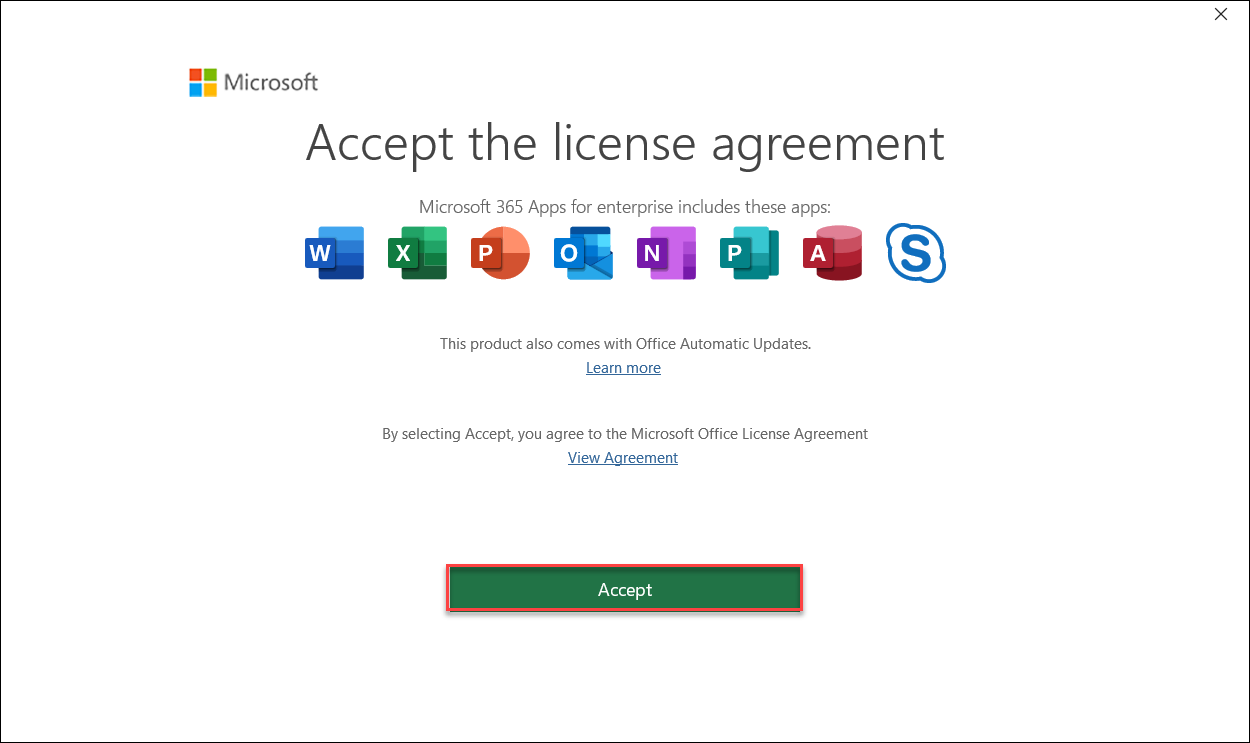 Microsoft
Accept the license agreement
Microsoft 365 Apps for enterprise includes these apps:
W X P O N P A S
This product also comes with Office Automatic Updates.
Learn more
By selecting Accept, you agree to the Microsoft Office License Agreement
View Agreement
Accept